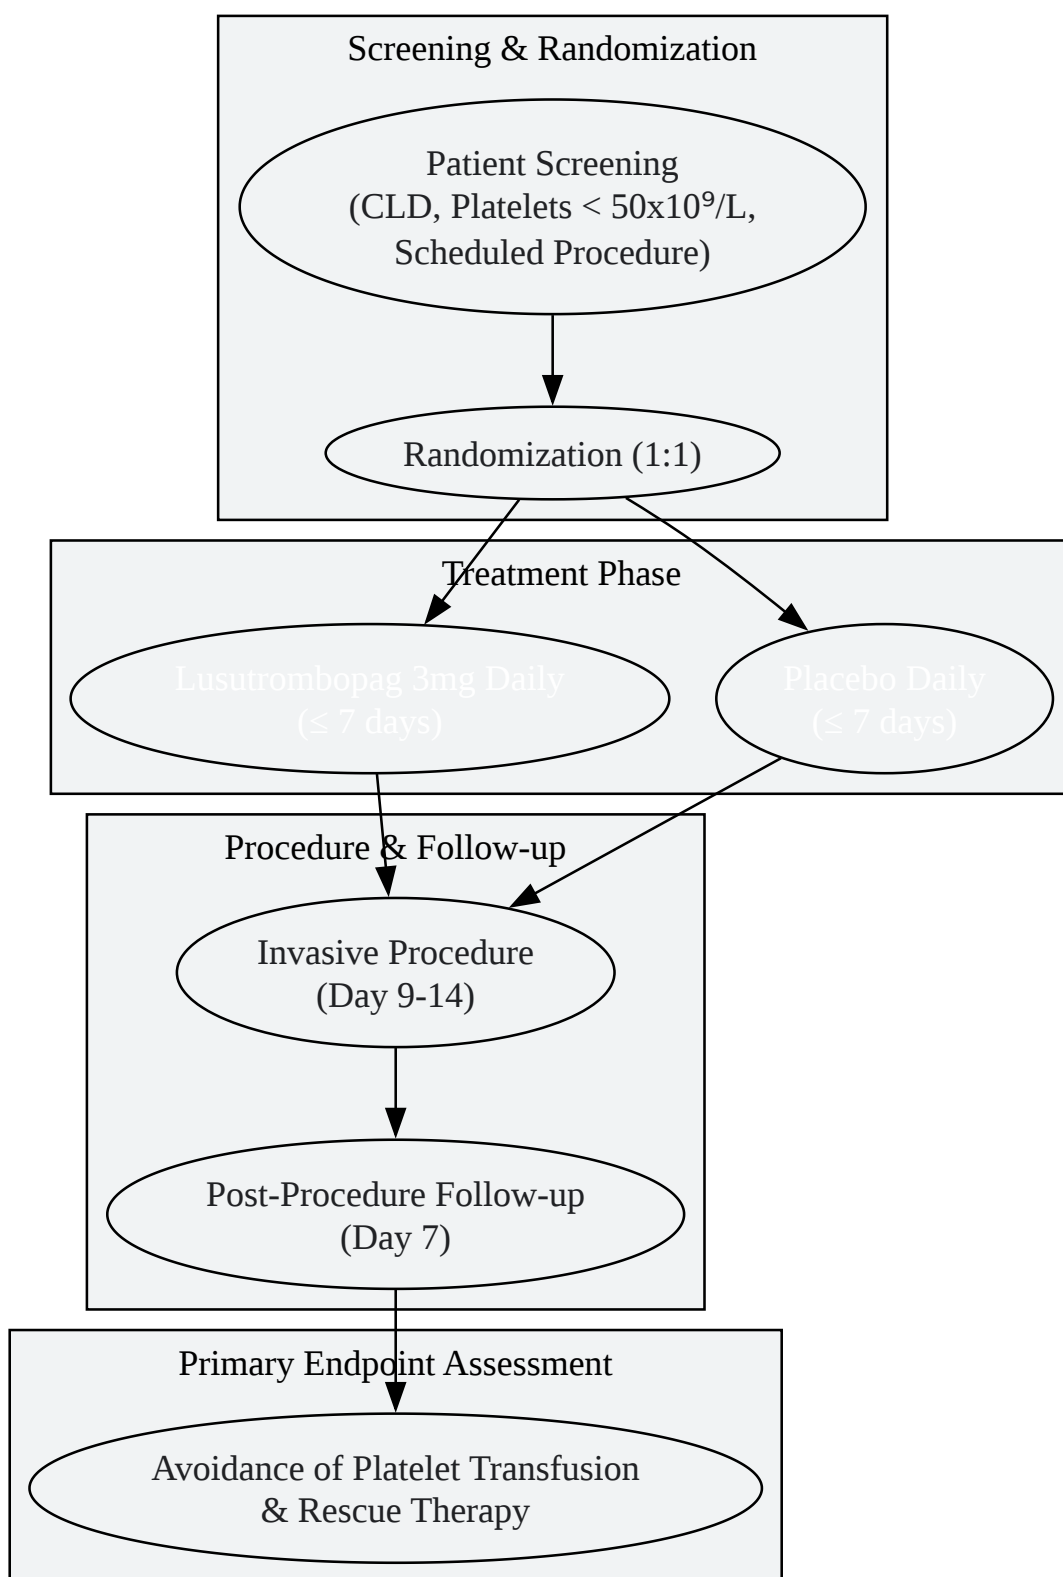 Screening & Randomization
Patient Screening
(CLD, Platelets < 50x10⁹/L,
Scheduled Procedure)
Randomization (1:1)
Treatment Phase
Lusutrombopag 3mg Daily
(≤ 7 days)
Placebo Daily
(≤ 7 days)
Procedure & Follow-up
Invasive Procedure
(Day 9-14)
Post-Procedure Follow-up
(Day 7)
Primary Endpoint Assessment
Avoidance of Platelet Transfusion
& Rescue Therapy